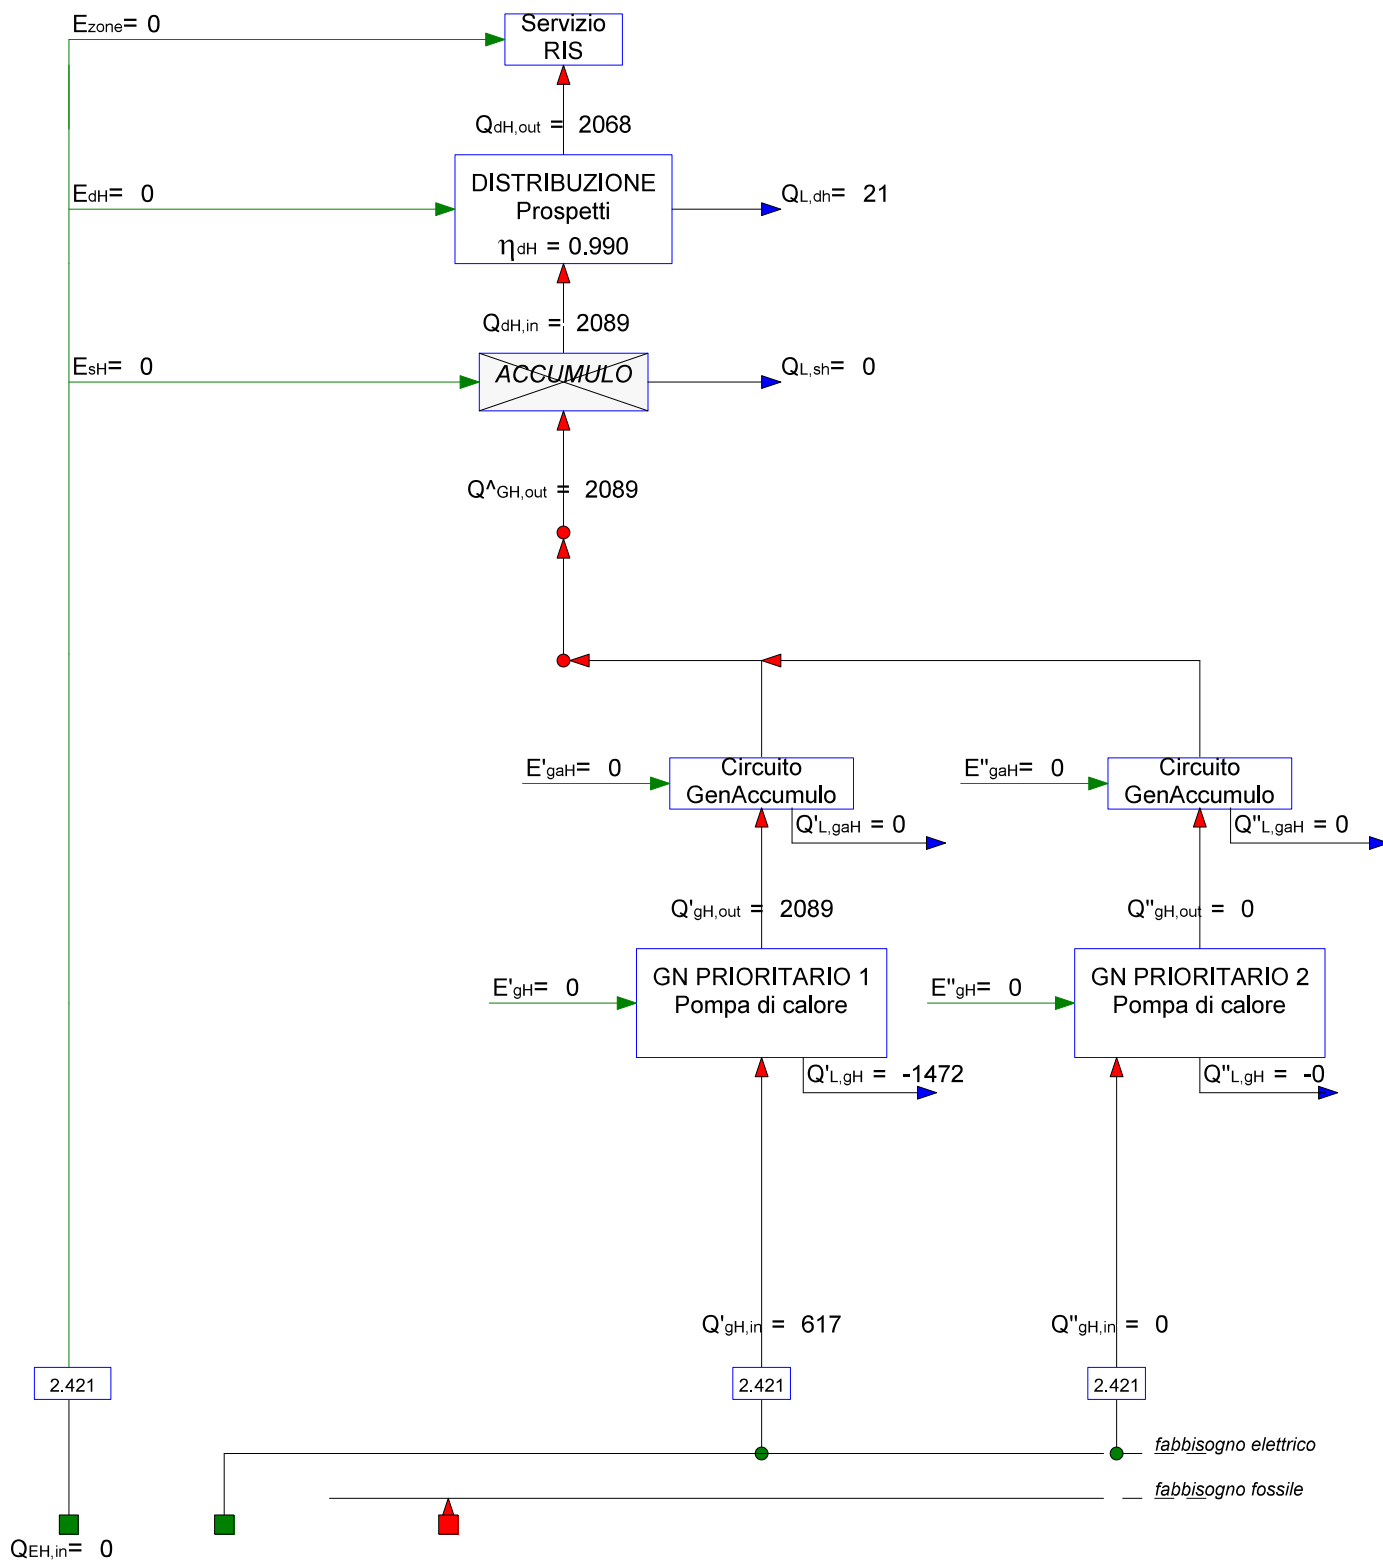 Ezone= 0
Servizio
RIS
QdH,out = 2068
EdH= 0
DISTRIBUZIONE
Prospetti
ηdH = 0.990
QL,dh= 21
QdH,in = 2089
EsH= 0
ACCUMULO
QL,sh= 0
Q^GH,out = 2089
E'gaH= 0
Circuito
GenAccumulo
E"gaH= 0
Circuito
GenAccumulo
Q'L,gaH = 0
Q"L,gaH = 0
Q'gH,out = 2089
Q"gH,out = 0
E'gH= 0
GN PRIORITARIO 1
Pompa di calore
E"gH= 0
GN PRIORITARIO 2
Pompa di calore
Q'L,gH = -1472
Q"L,gH = -0
Q'gH,in = 617
Q"gH,in = 0
2.421
2.421
2.421
fabbisogno elettrico
fabbisogno fossile
QEH,in= 0